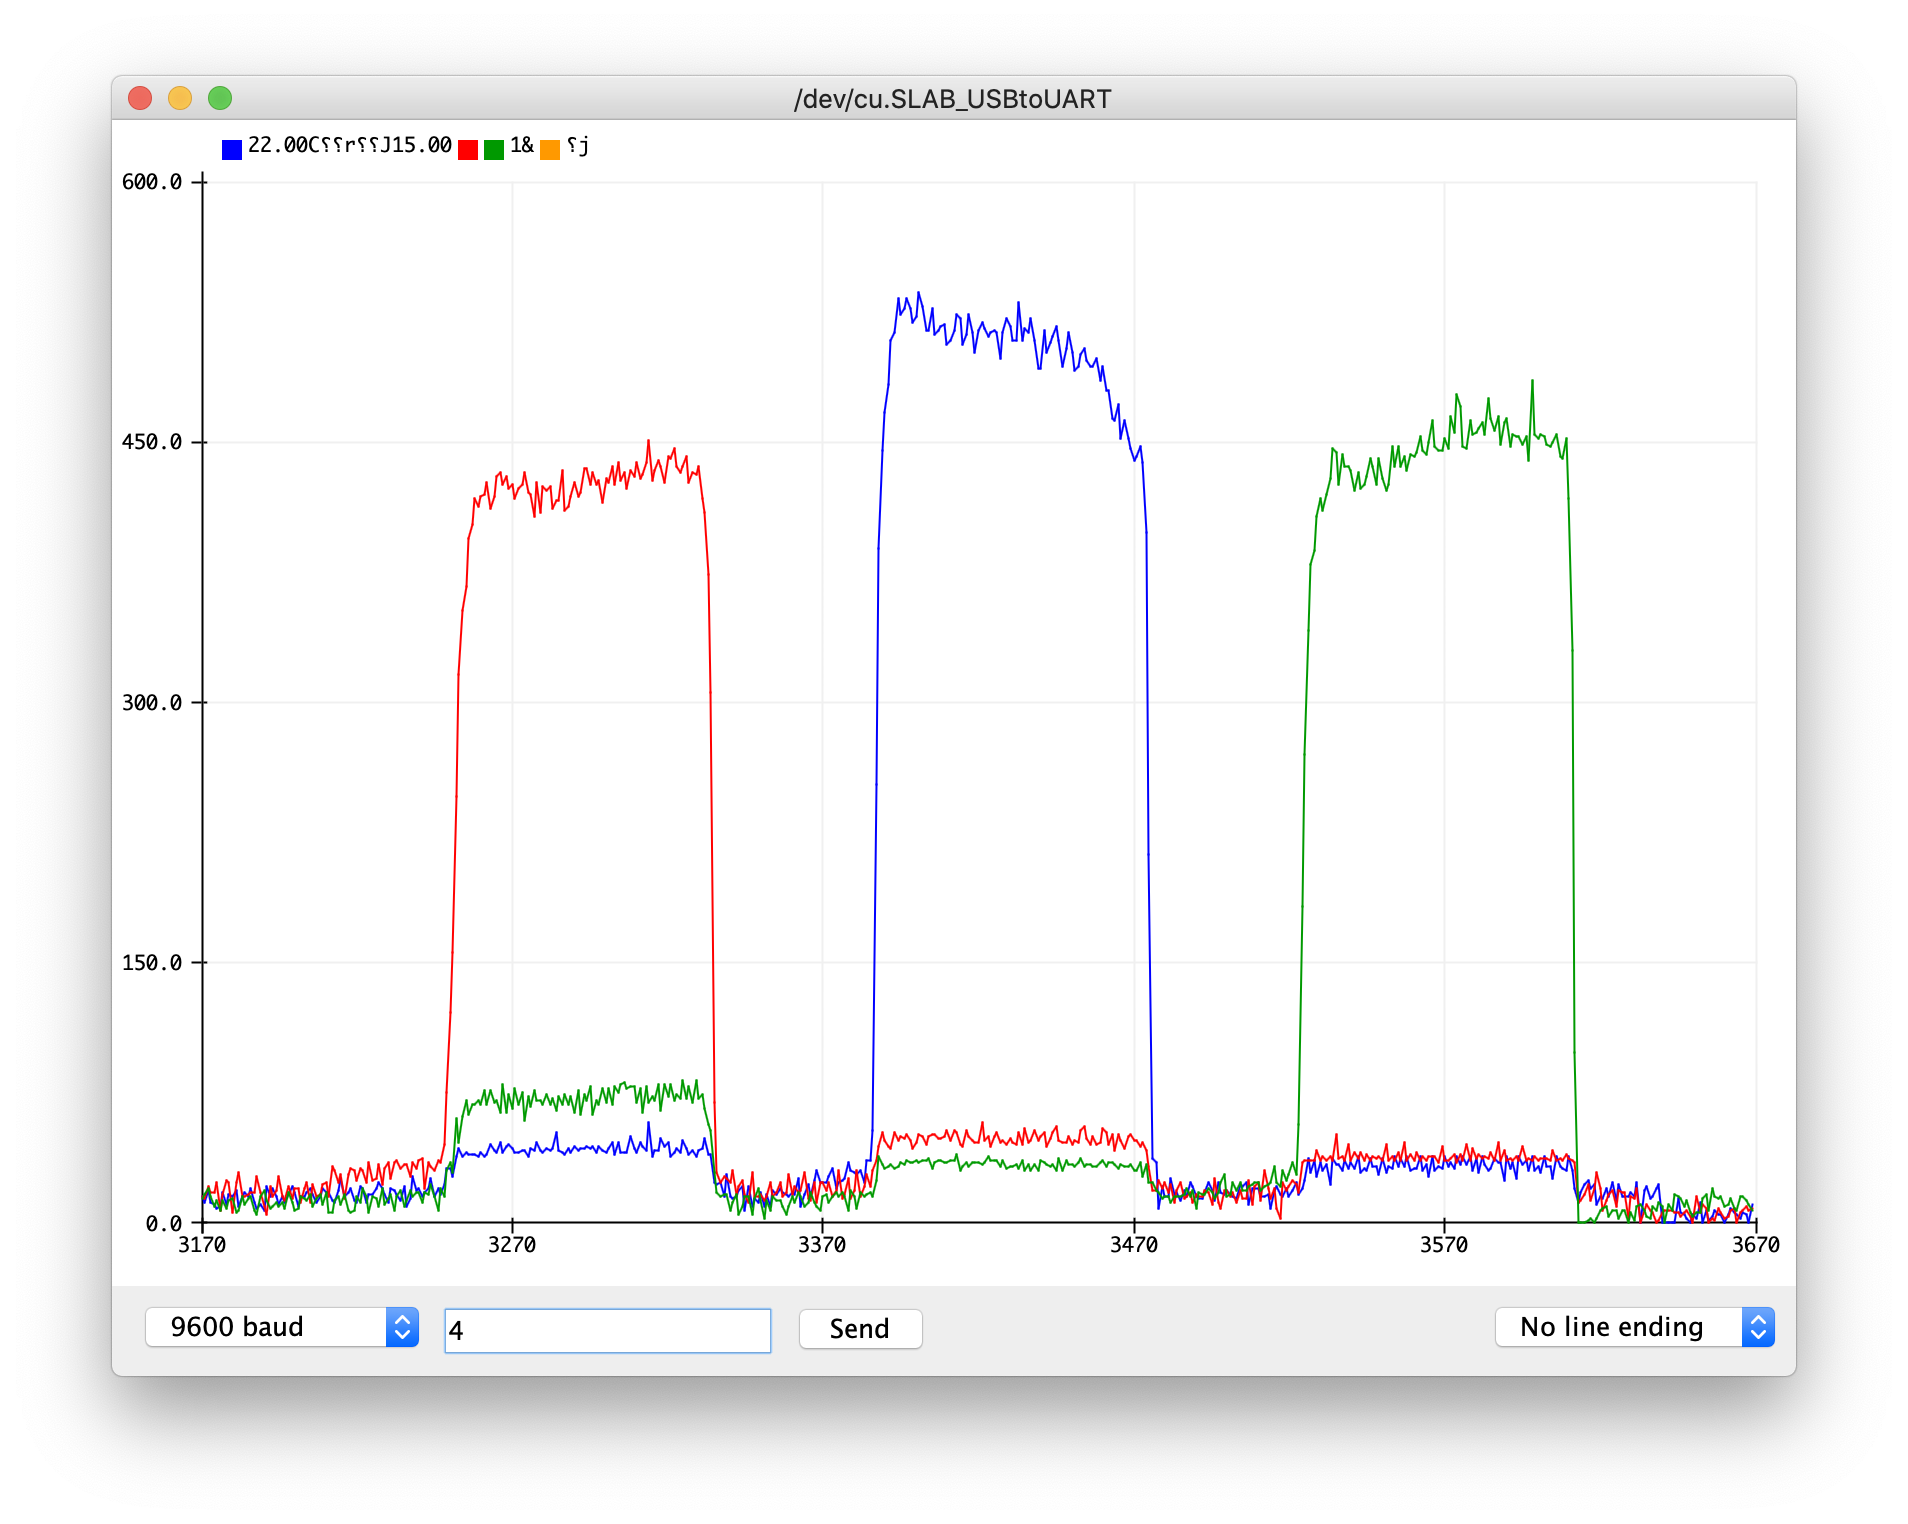 /dev/cu.SLAB_USBtoUART
22.00C⸮⸮r⸮⸮J15.00 1& ⸮j
600.0
450.0
300.0
150.0
0.0
3170 3270 3370 3470 3570 3670
9600 baud 4 Send No line ending